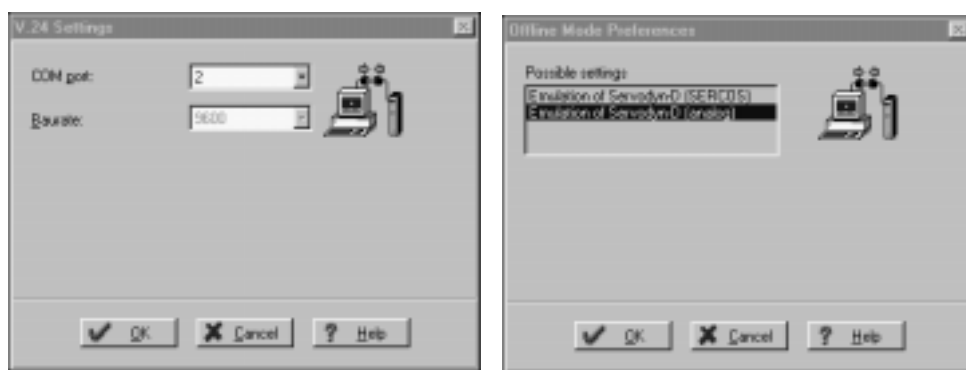 V.24 Settings
COM port:
2
Baurate:
9600
OK
Cancel
Help
Offline Mode Preferences
Possible settings
Emulation of Servodyn-D (SERCOS)
Emulation of Servodyn-D (analog)
OK
Cancel
Help